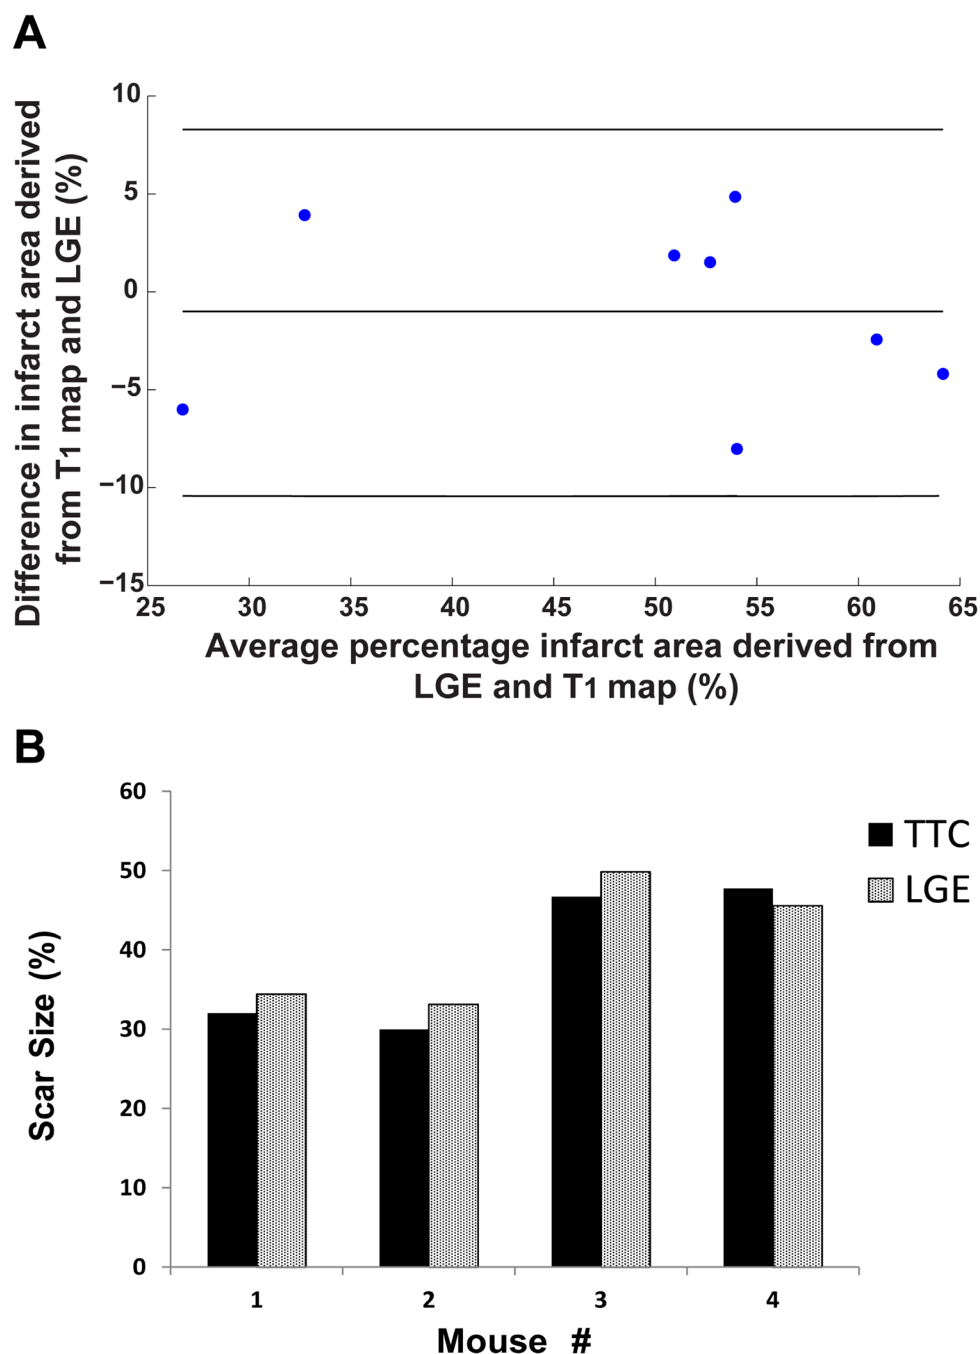 A
Difference in infarct area derived
from T1 map and LGE (%)
10
5
0
−5
−10
−15
25 30 35 40 45 50 55 60 65
Average percentage infarct area derived from
LGE and T1 map (%)
B
Scar Size (%)
60
50
40
30
20
10
0
1 2 3 4
Mouse #
TTC
LGE